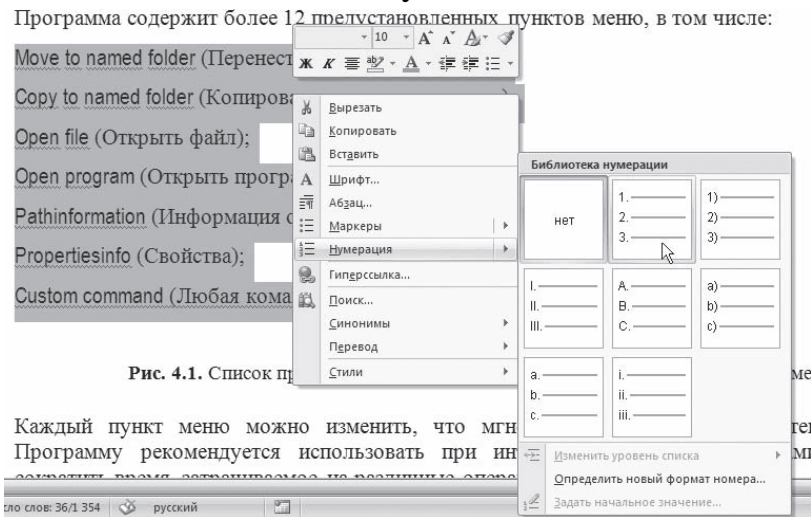 Программа содержит более 12 предустановленных пунктов меню, в том числе:
10
Ж К
Move to named folder (Перенест
Copy to named folder (Копирова
Open file (Открыть файл);
Open program (Открыть програ
Pathinformation (Информация
Propertiesinfo (Свойства);
Custom command (Любая кома
Вырезать
Копировать
Вставить
Шрифт...
Абзац...
Маркеры
Нумерация
Гиперссылка...
Поиск...
Синонимы
Перевод
Стили
Библиотека нумерации
нет
1.
2.
3.
1)
2)
3)
I.
II.
III.
A.
B.
C.
a)
b)
c)
a.
b.
c.
i.
ii.
iii.
Изменить уровень списка
Определить новый формат номера...
Задать начальное значение...
Рис. 4.1. Список
Каждый пункт меню можно изменить, что мгн
Программу рекомендуется использовать при ин
сло слов: 36/1 354 русский